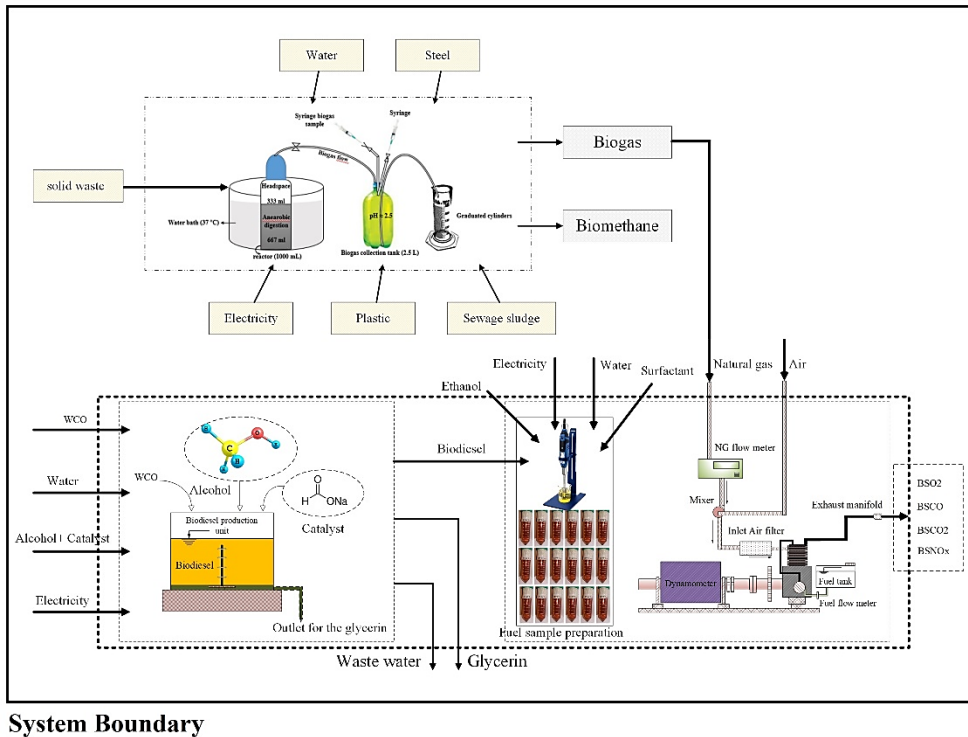 Water
Steel
Syringe biogas
sample
Syringe
Biogas flow
Biogas
solid waste
Headspace
333 ml
Anearobic
digestion
667 ml
Water bath (37 °C)
reactor (1000 mL)
pH = 2.5
Biogas collection tank (2.5 L)
Graduated cylinders
Biomethane
Electricity
Plastic
Sewage sludge
Electricity
Water
Natural gas
Air
Ethanol
Surfactant
WCO
Water
Alcohol+ Catalyst
Electricity
WCO
Alcohol
C
ONa
Catalyst
Biodiesel production
unit
Biodiesel
Outlet for the glycerin
Biodiesel
Waste water
Glycerin
Fuel sample preparation
NG flow meter
Mixer
Inlet Air filter
Exhaust manifold
Dynamometer
Fuel tank
Fuel flow meter
BSO2
BSCO
BSCO2
BSNOx
System Boundary